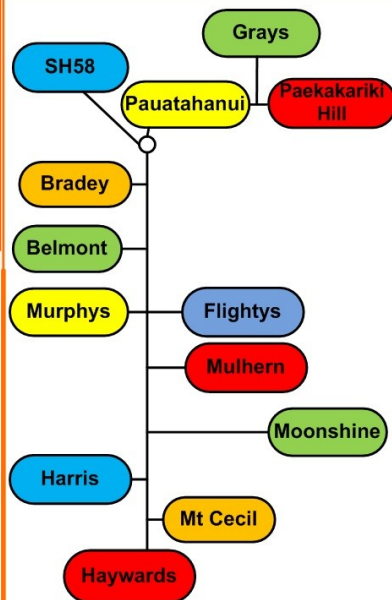 Grays
SH58
Pauatahanui
Paekakariki
Hill
Bradey
Belmont
Murphys
Flightys
Mulhern
Moonshine
Harris
Mt Cecil
Haywards